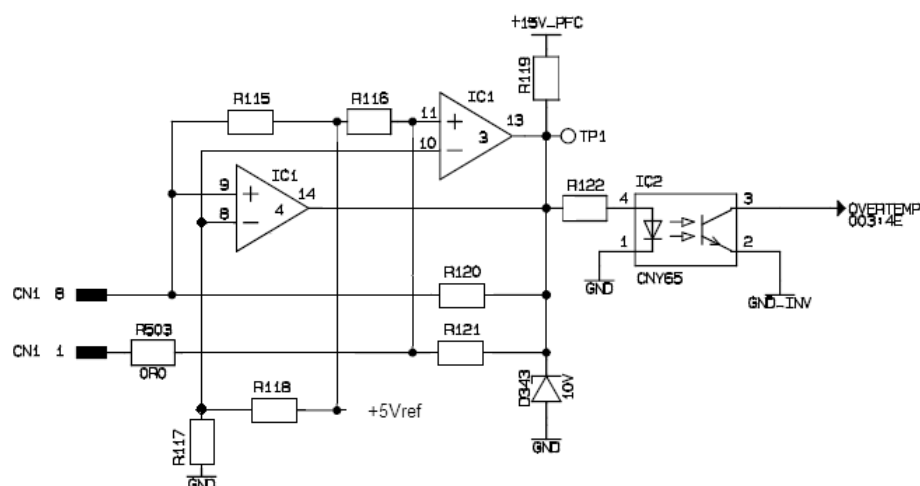 +15V_PFC
R119
R115
R116
IC1
11
+
13
3
10
−
TP1
IC1
9
+
14
4
8
−
R122
IC2
4
3
OVERTEMP
003:4E
1
2
GND
CNY65
GND_INV
CN1 8
R120
R503
CN1 1
R121
0R0
R118
+5Vref
D343
10V
R117
GND
GND